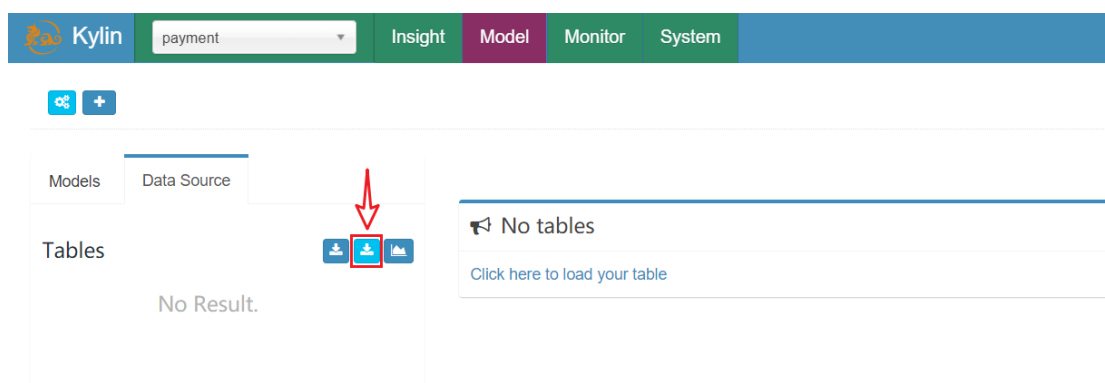 Kylin payment Insight Model Monitor System
Models Data Source
No tables
Tables
Click here to load your table
No Result.